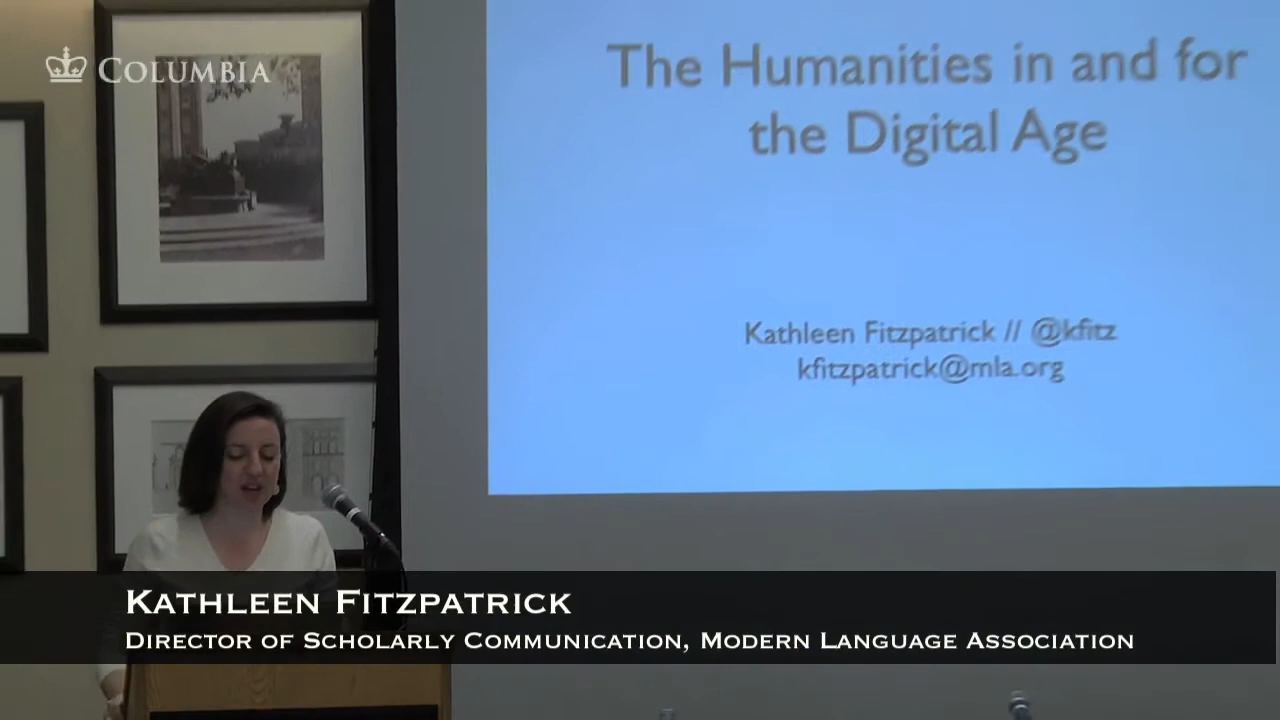 COLUMBIA
The Humanities in and for
the Digital Age
Kathleen Fitzpatrick // @kfitz
kfitzpatrick@mla.org
KATHLEEN FITZPATRICK
DIRECTOR OF SCHOLARLY COMMUNICATION, MODERN LANGUAGE ASSOCIATION